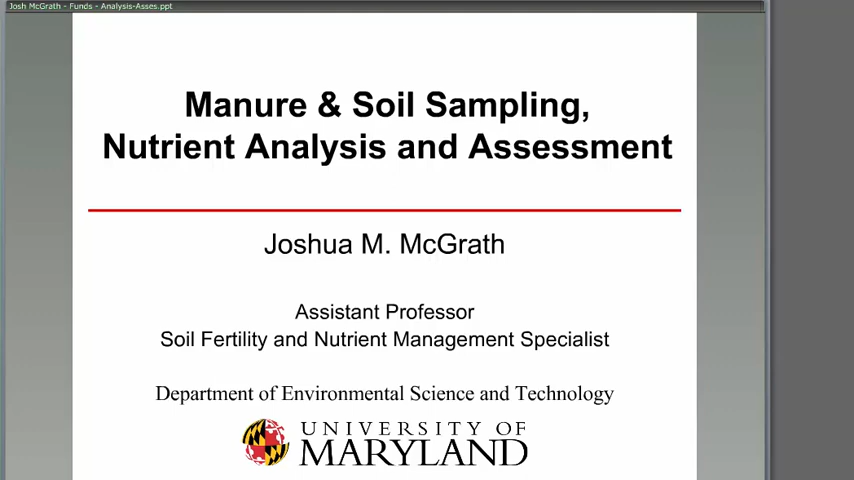 Josh McGrath - Funds - Analysis-Asses.ppt
Manure & Soil Sampling,
Nutrient Analysis and Assessment
Joshua M. McGrath
Assistant Professor
Soil Fertility and Nutrient Management Specialist
Department of Environmental Science and Technology
UNIVERSITY OF
MARYLAND